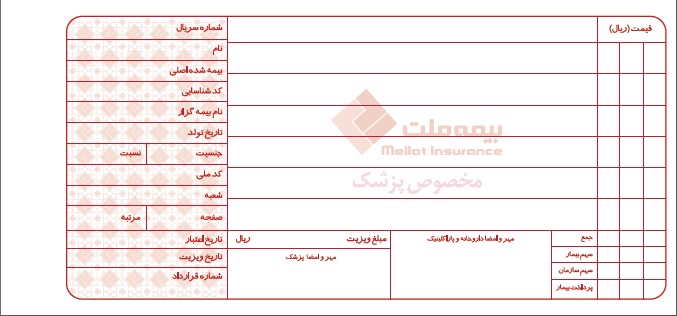 قیمت (ریال)
شماره سریال
نام
بیمه شده اصلی
کد شناسایی
نام بیمه گزار
تاریخ تولد
جنسیت نسبت
کد ملی
شعبه
صفحه مرتبه
تاریخ اعتبار
تاریخ ویزیت
شماره قرارداد
بیمه ملت
Mellat Insurance
مخصوص پزشک
مبلغ ویزیت ریال
مهر و امضا پزشک
مهر و امضا داروخانه و پاراکلینیک
جمع
سهم بیمار
سهم سازمان
پرداخت بیمار